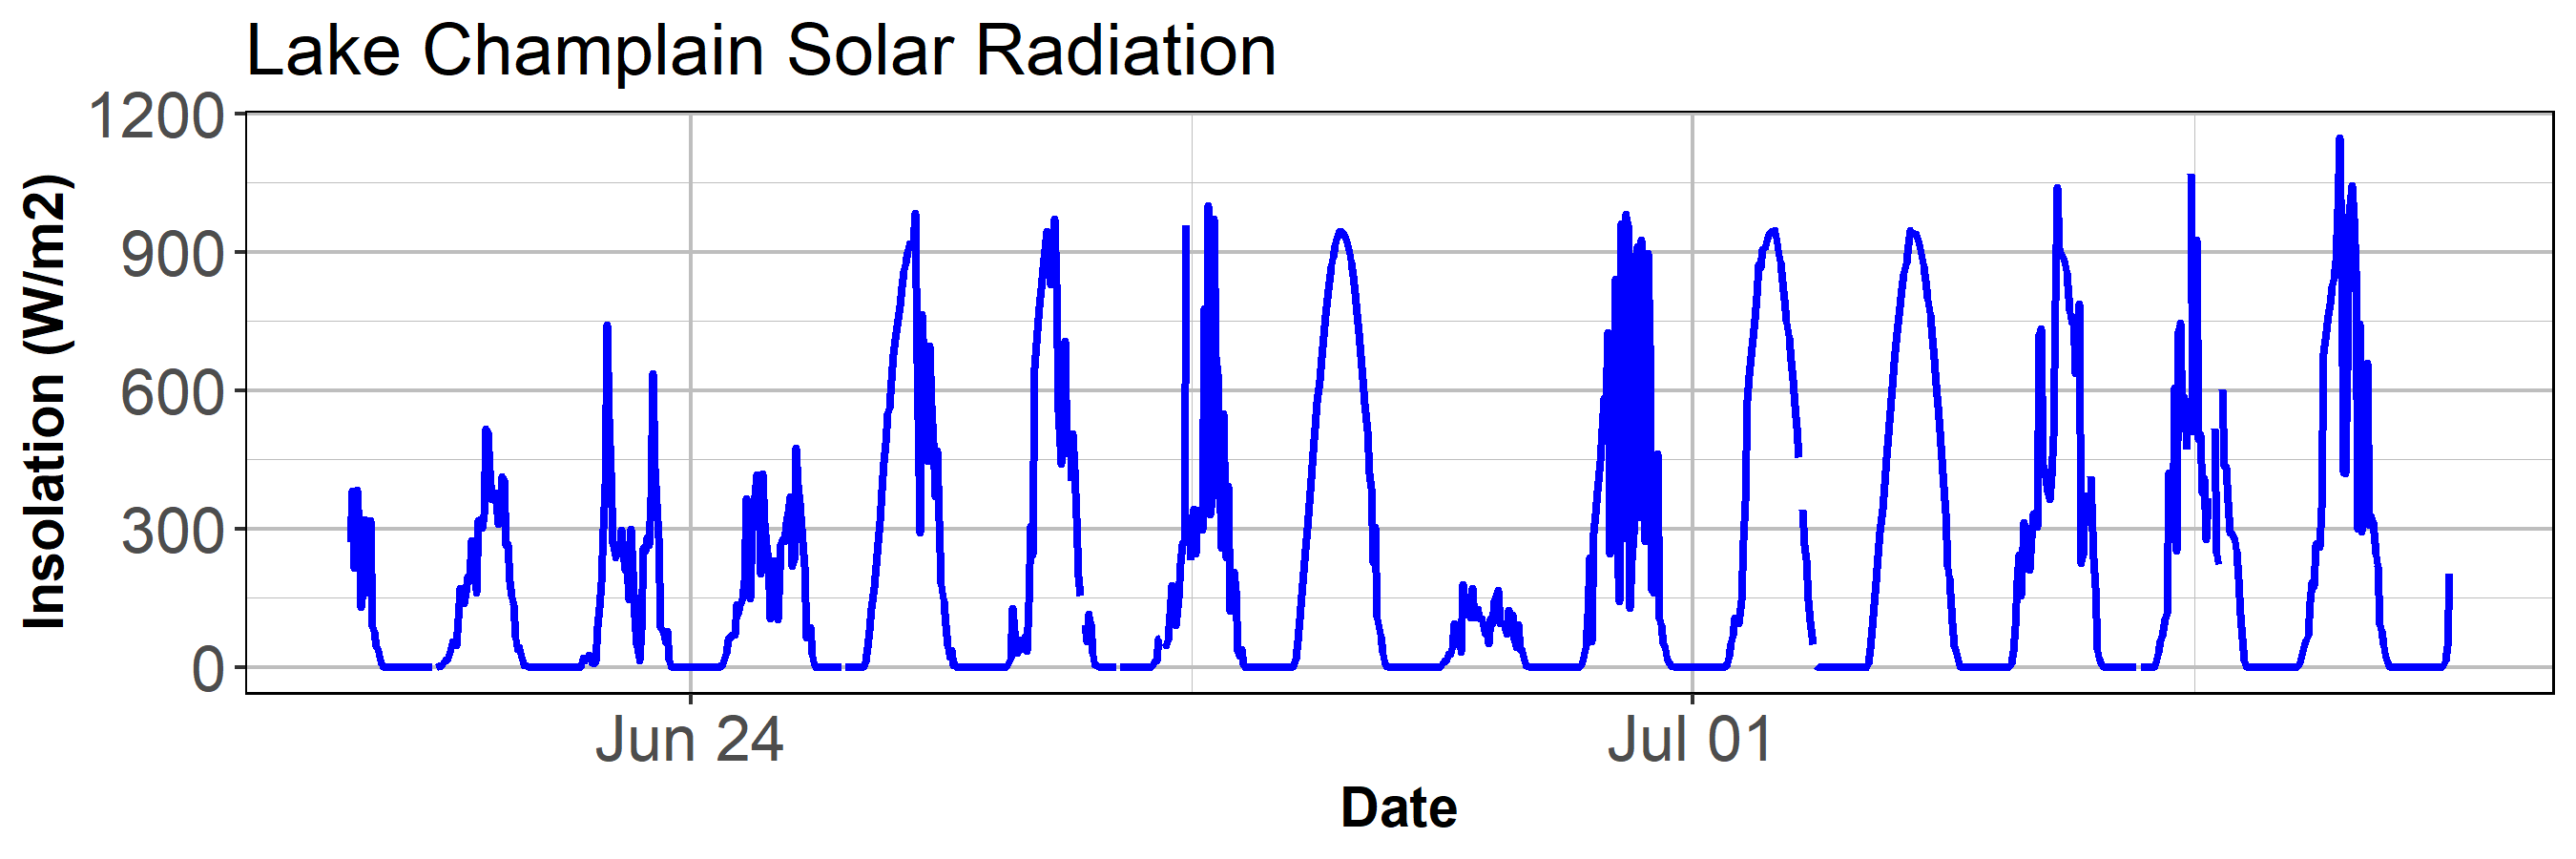 Lake Champlain Solar Radiation
1200
900
600
300
0
Insolation (W/m2)
Jun 24
Jul 01
Date